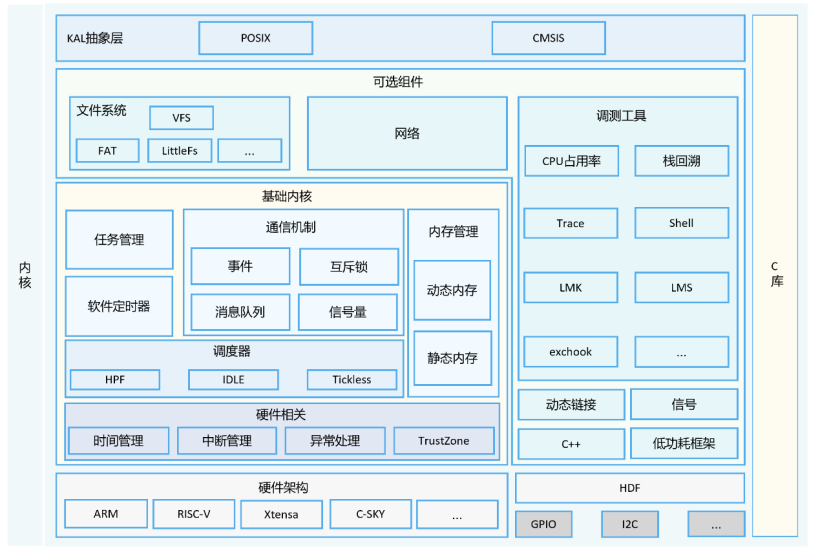 KAL抽象层
POSIX
CMSIS
可选组件
文件系统
VFS
FAT
LittleFs
...
网络
调测工具
CPU占用率
栈回溯
Trace
Shell
LMK
LMS
exchook
...
动态链接
信号
C++
低功耗框架
基础内核
任务管理
软件定时器
通信机制
事件
互斥锁
消息队列
信号量
内存管理
动态内存
静态内存
调度器
HPF
IDLE
Tickless
硬件相关
时间管理
中断管理
异常处理
TrustZone
硬件架构
ARM
RISC-V
Xtensa
C-SKY
...
HDF
GPIO
I2C
...
内
核
C
库